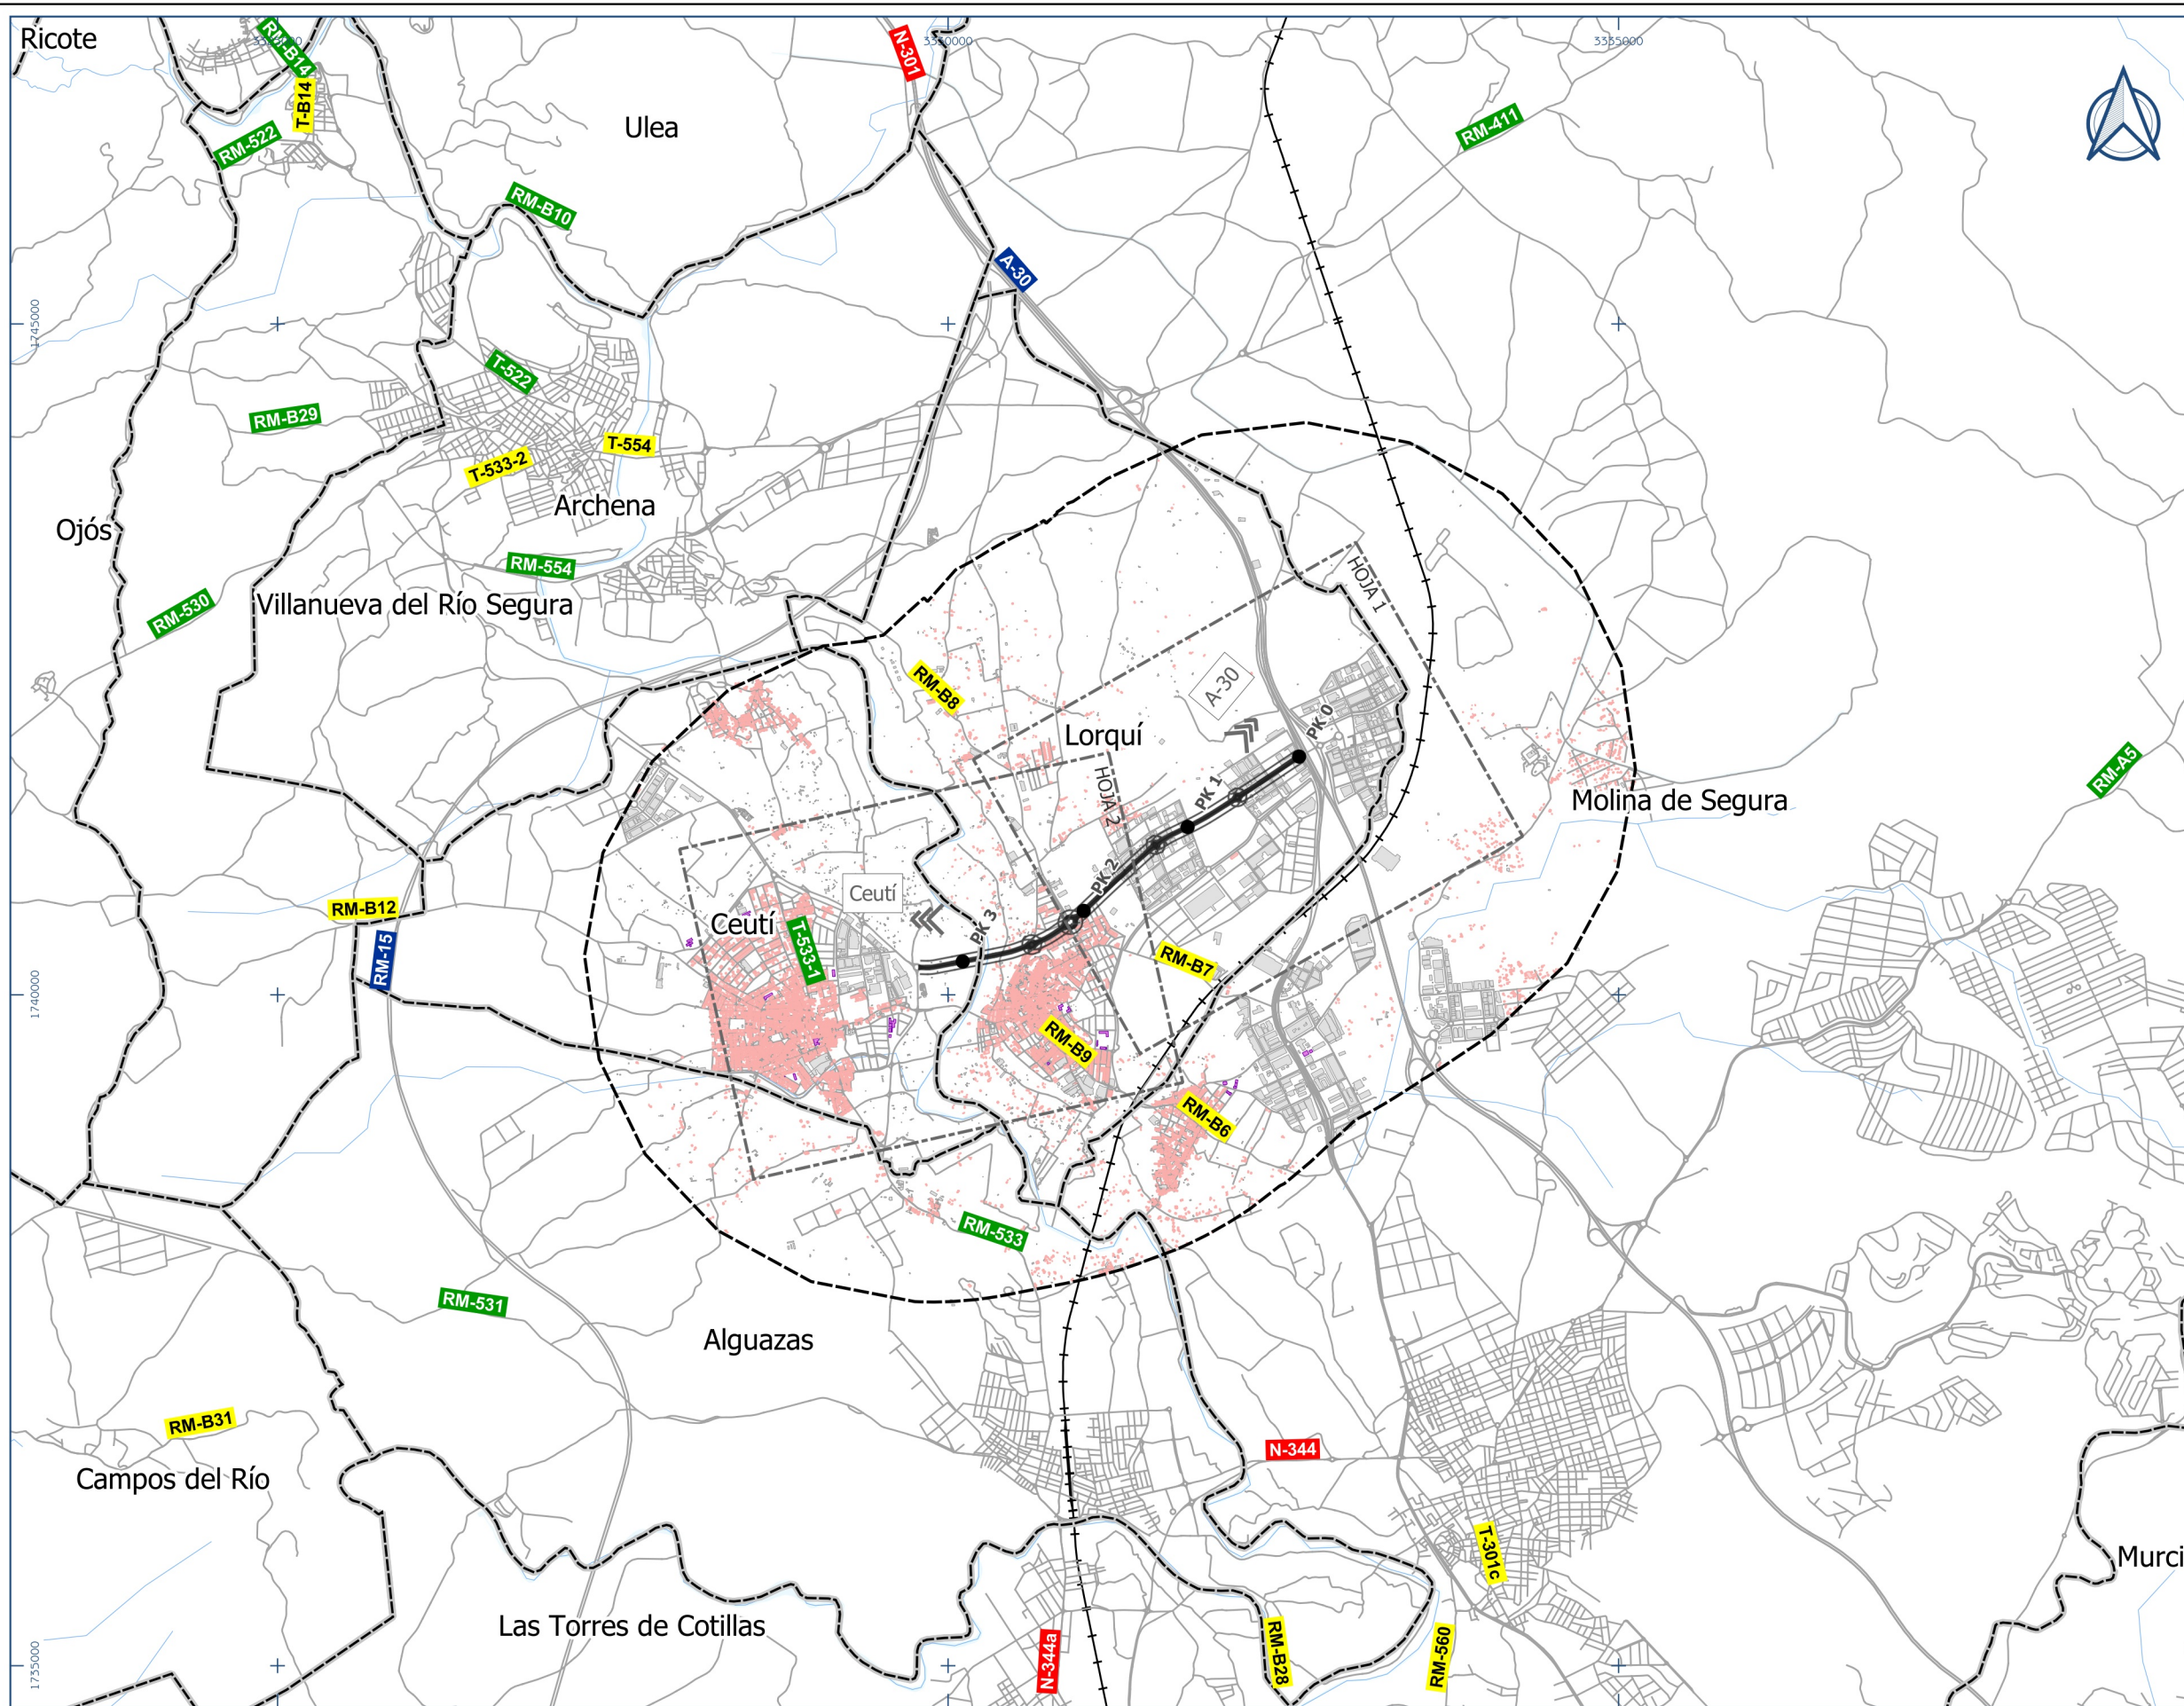 Ricote
RM-B14
N-301
3330000
3335000
T-B14
RM-522
Ulea
RM-411
RM-B10
A-30
1745000
T-522
RM-B29
T-554
T-533-2
Archena
Ojós
RM-554
HOJA 1
RM-530
Villanueva del Río Segura
RM-B8
A-30
Lorquí
PK 0
RM-A5
HOJA 2
PK 1
Molina de Segura
PK 2
Ceutí
RM-B12
Ceutí
PK 3
T-533-1
RM-15
RM-B7
1740000
RM-B9
RM-B6
RM-533
RM-531
Alguazas
RM-B31
N-344
Campos del Río
T-301c
Murci
Las Torres de Cotillas
N-344a
RM-B28
RM-560
1735000